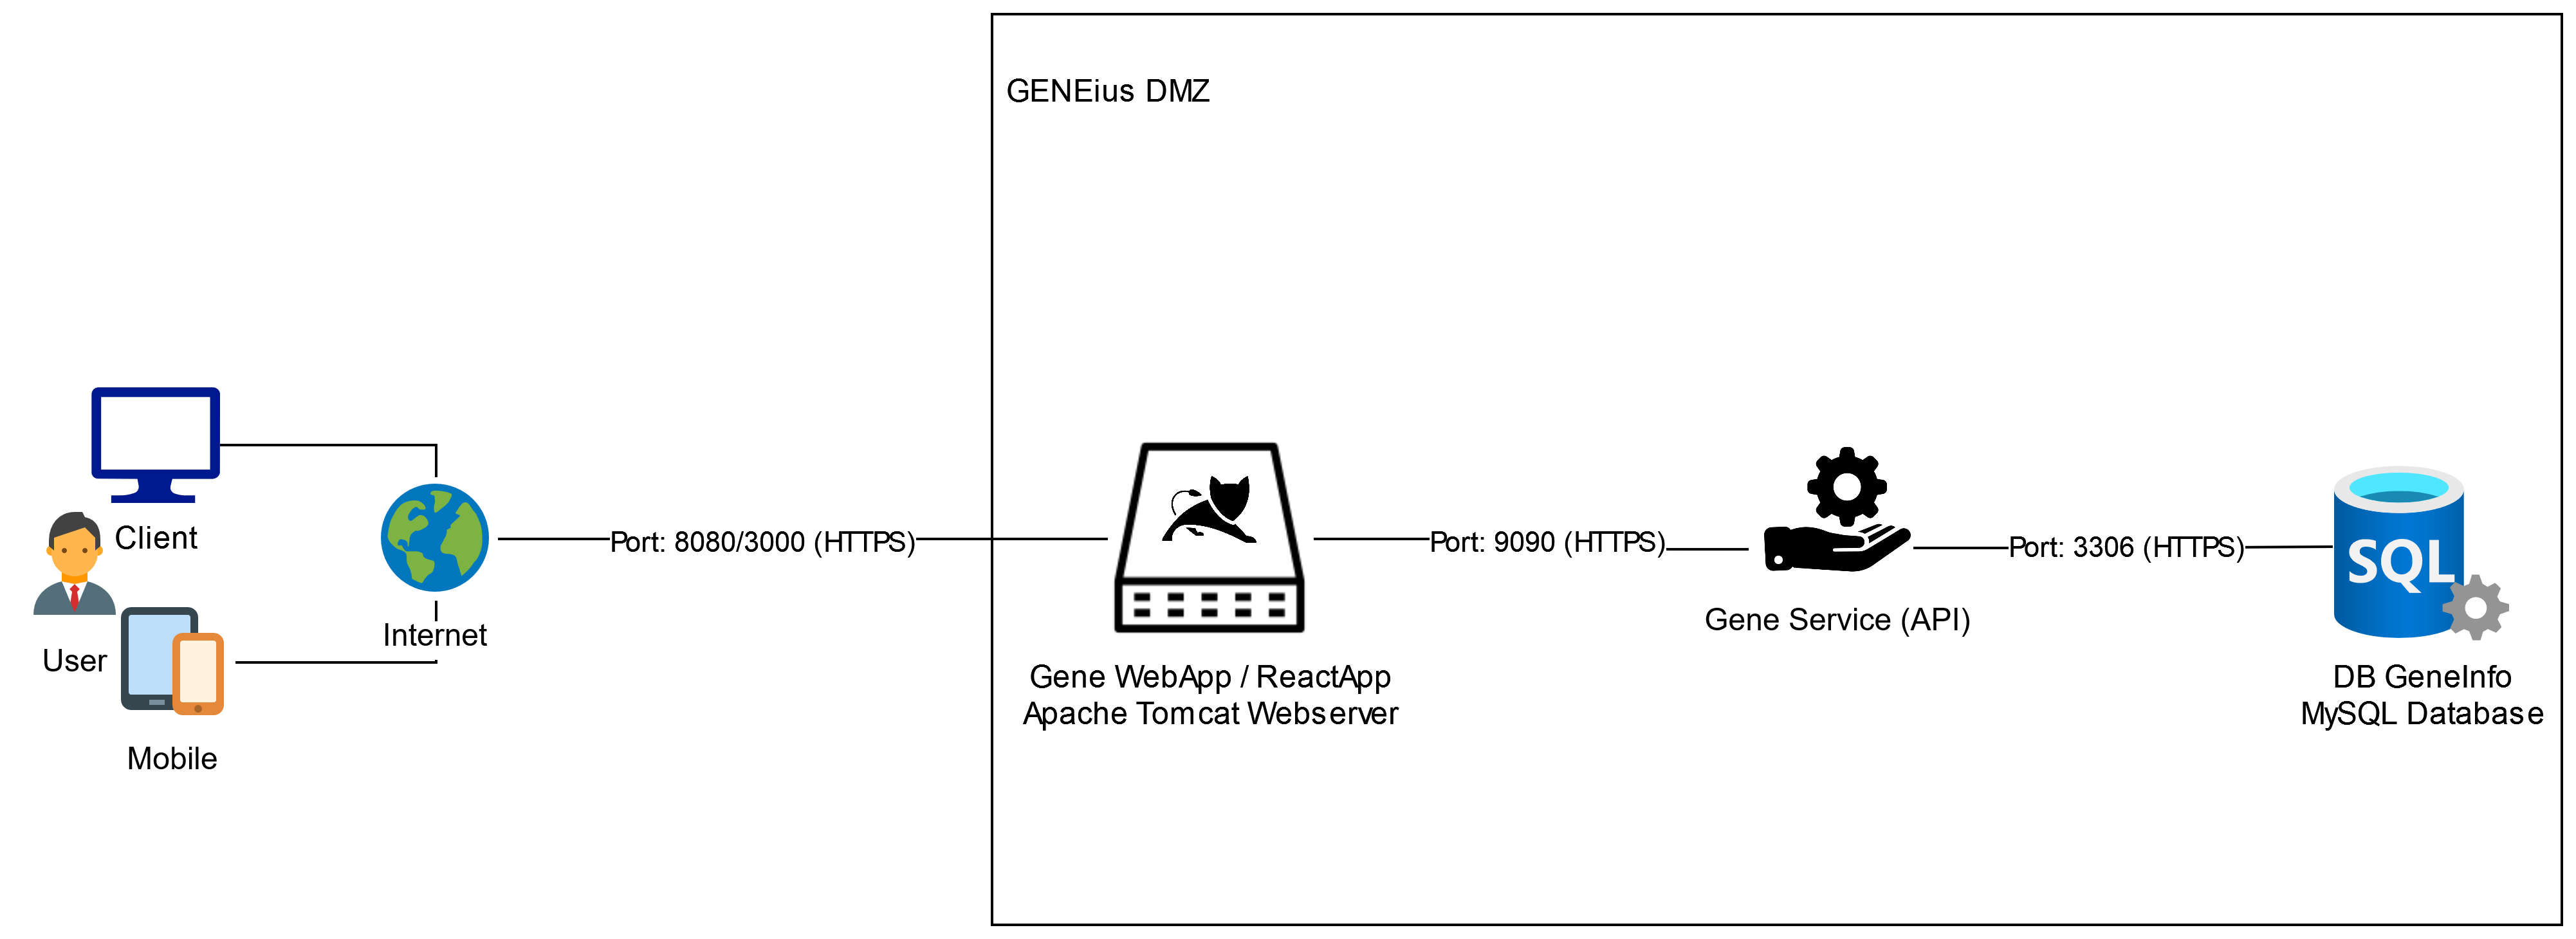 GENEius DMZ
Client
User
Mobile
Internet
Port: 8080/3000 (HTTPS)
Gene WebApp / ReactApp
Apache Tomcat Webserver
Port: 9090 (HTTPS)
Gene Service (API)
Port: 3306 (HTTPS)
SQL
DB GeneInfo
MySQL Database